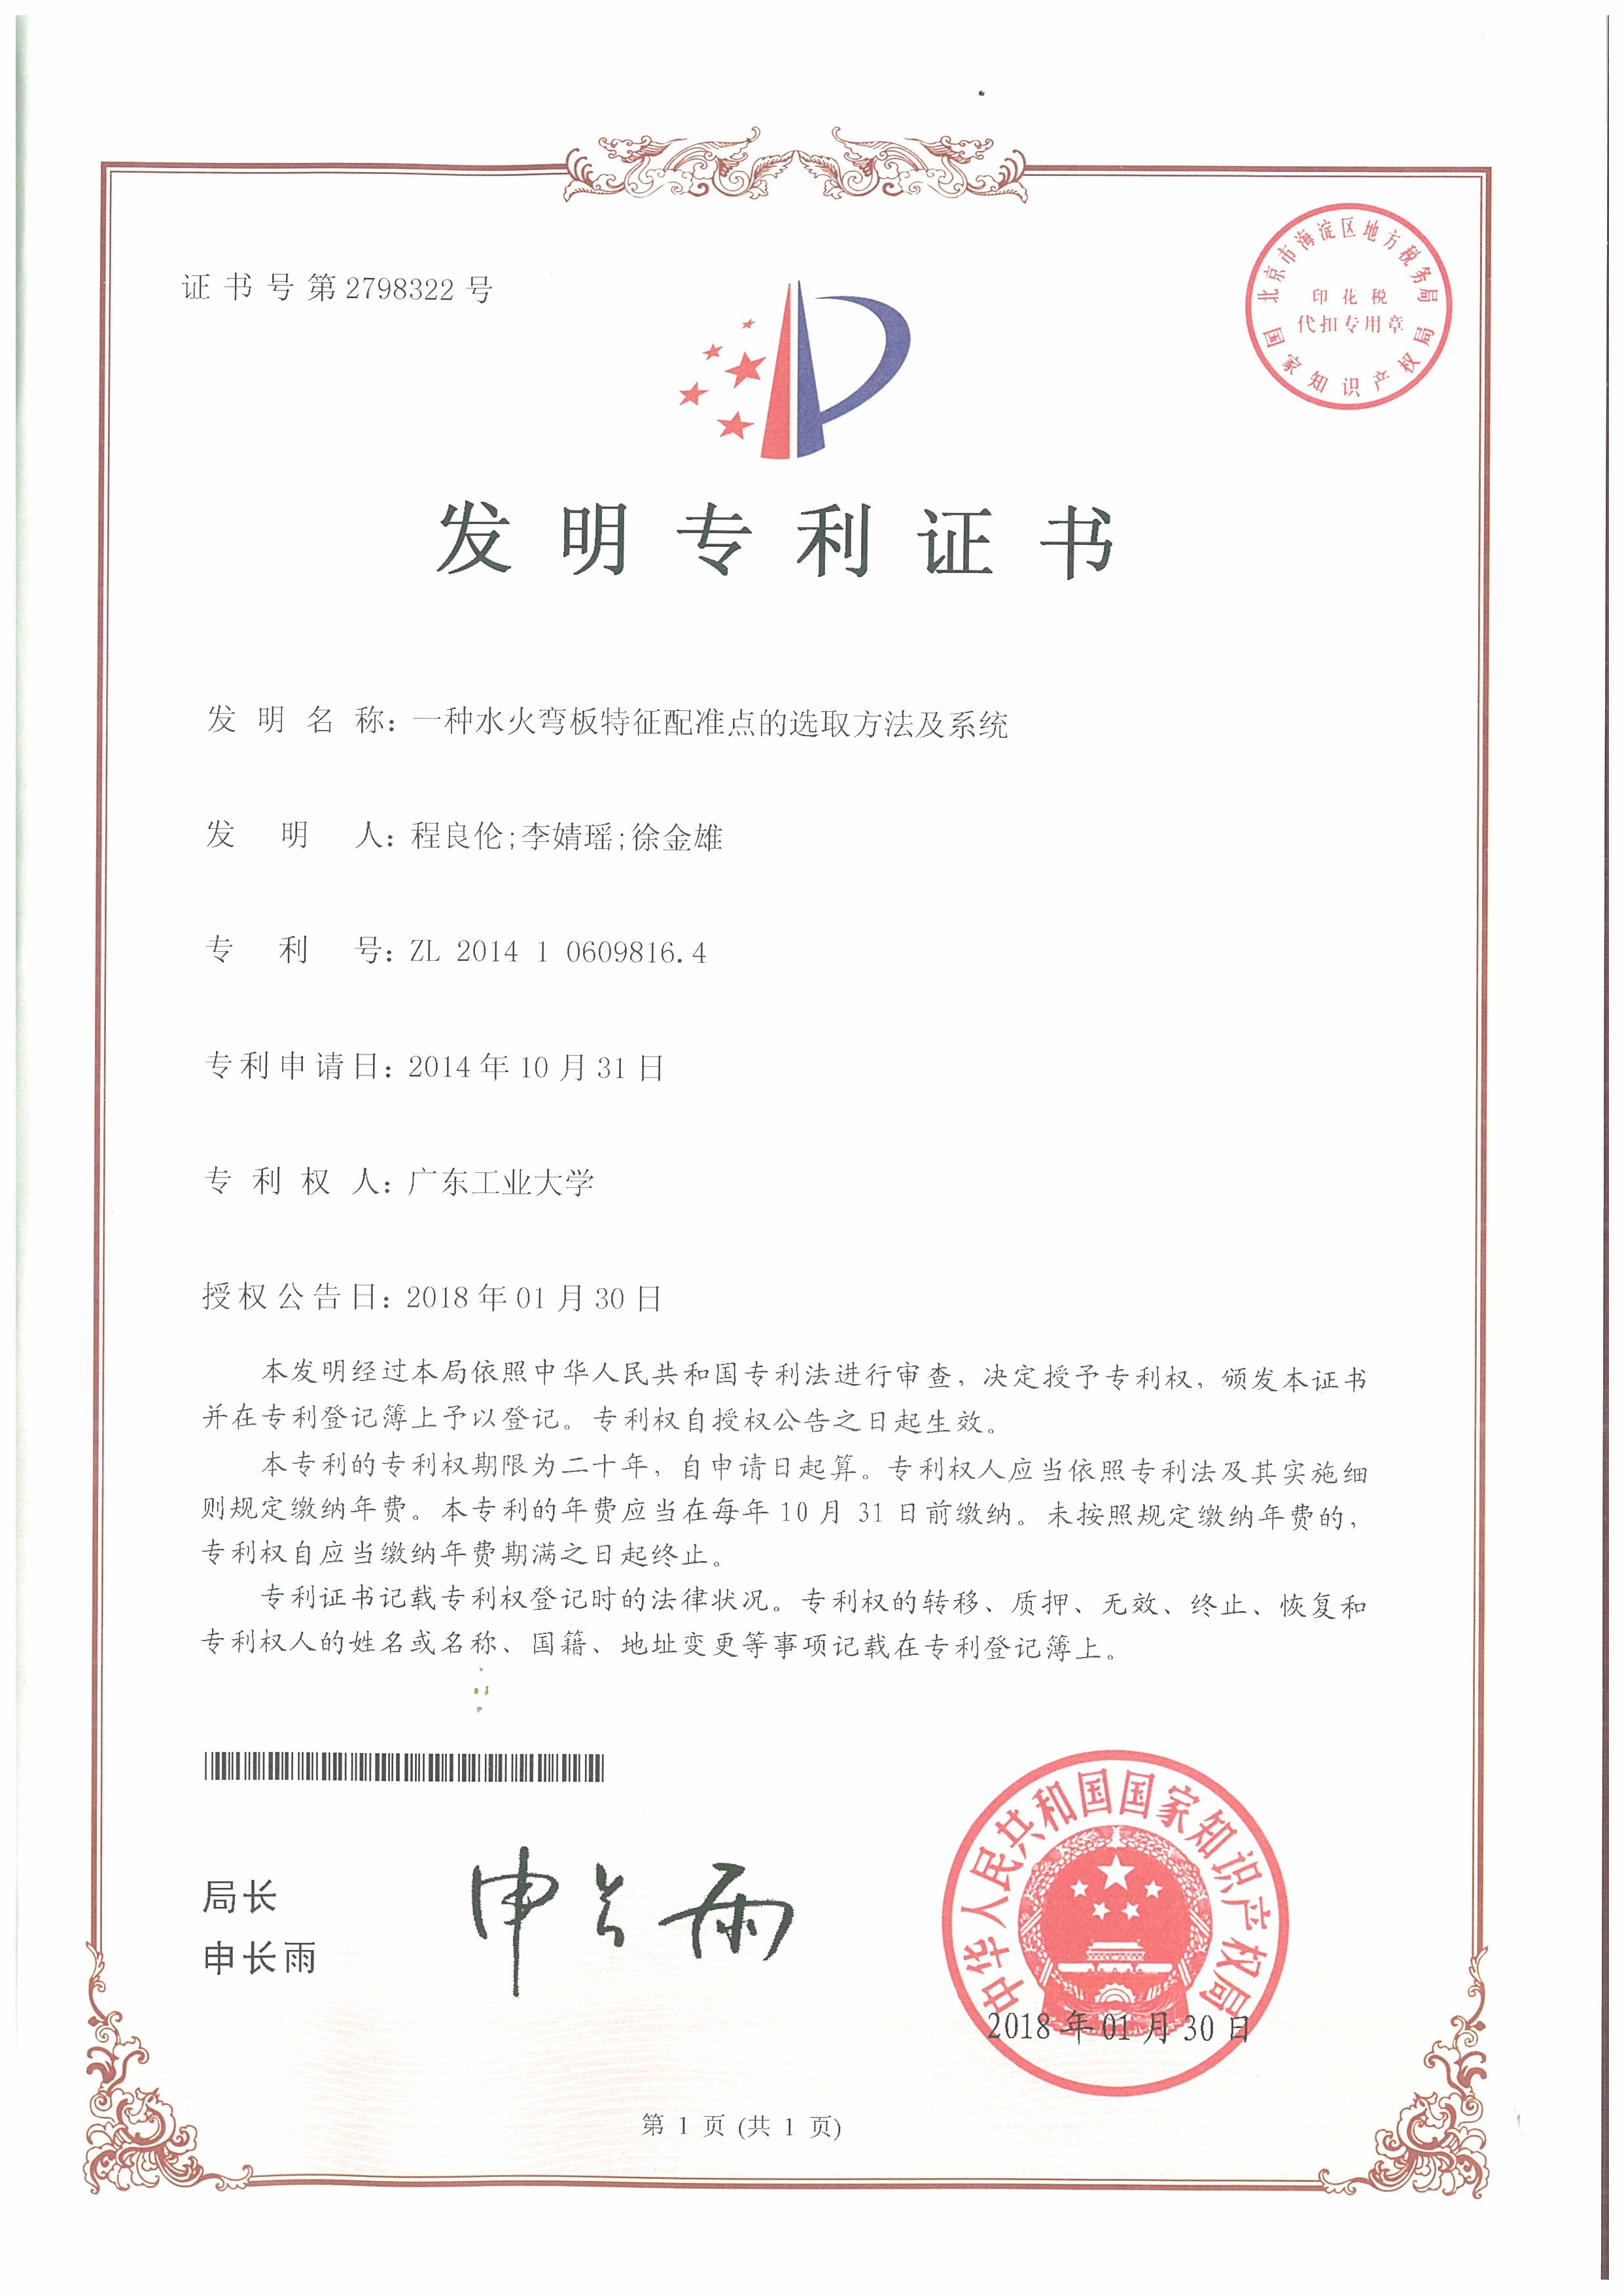 证书号第2798322号
北京市海淀区地方税务局
印花税
代扣专用章
国家知识产权局
发明专利证书
发明名称：一种水火弯板特征配准点的选取方法及系统
发明人：程良伦;李婧瑶;徐金雄
专利号：ZL 2014 1 0609816.4
专利申请日：2014年10月31日
专利权人：广东工业大学
授权公告日：2018年01月30日
本发明经过本局依照中华人民共和国专利法进行审查，决定授予专利权，颁发本证书
并在专利登记簿上予以登记。专利权自授权公告之日起生效。
本专利的专利权期限为二十年，自申请日起算。专利权人应当依照专利法及其实施细
则规定缴纳年费。本专利的年费应当在每年10月31日前缴纳。未按照规定缴纳年费的，
专利权自应当缴纳年费期满之日起终止。
专利证书记载专利权登记时的法律状况。专利权的转移、质押、无效、终止、恢复和
专利权人的姓名或名称、国籍、地址变更等事项记载在专利登记簿上。
局长
申长雨
申长雨
中华人民共和国国家知识产权局
2018年01月30日
第1页(共1页)